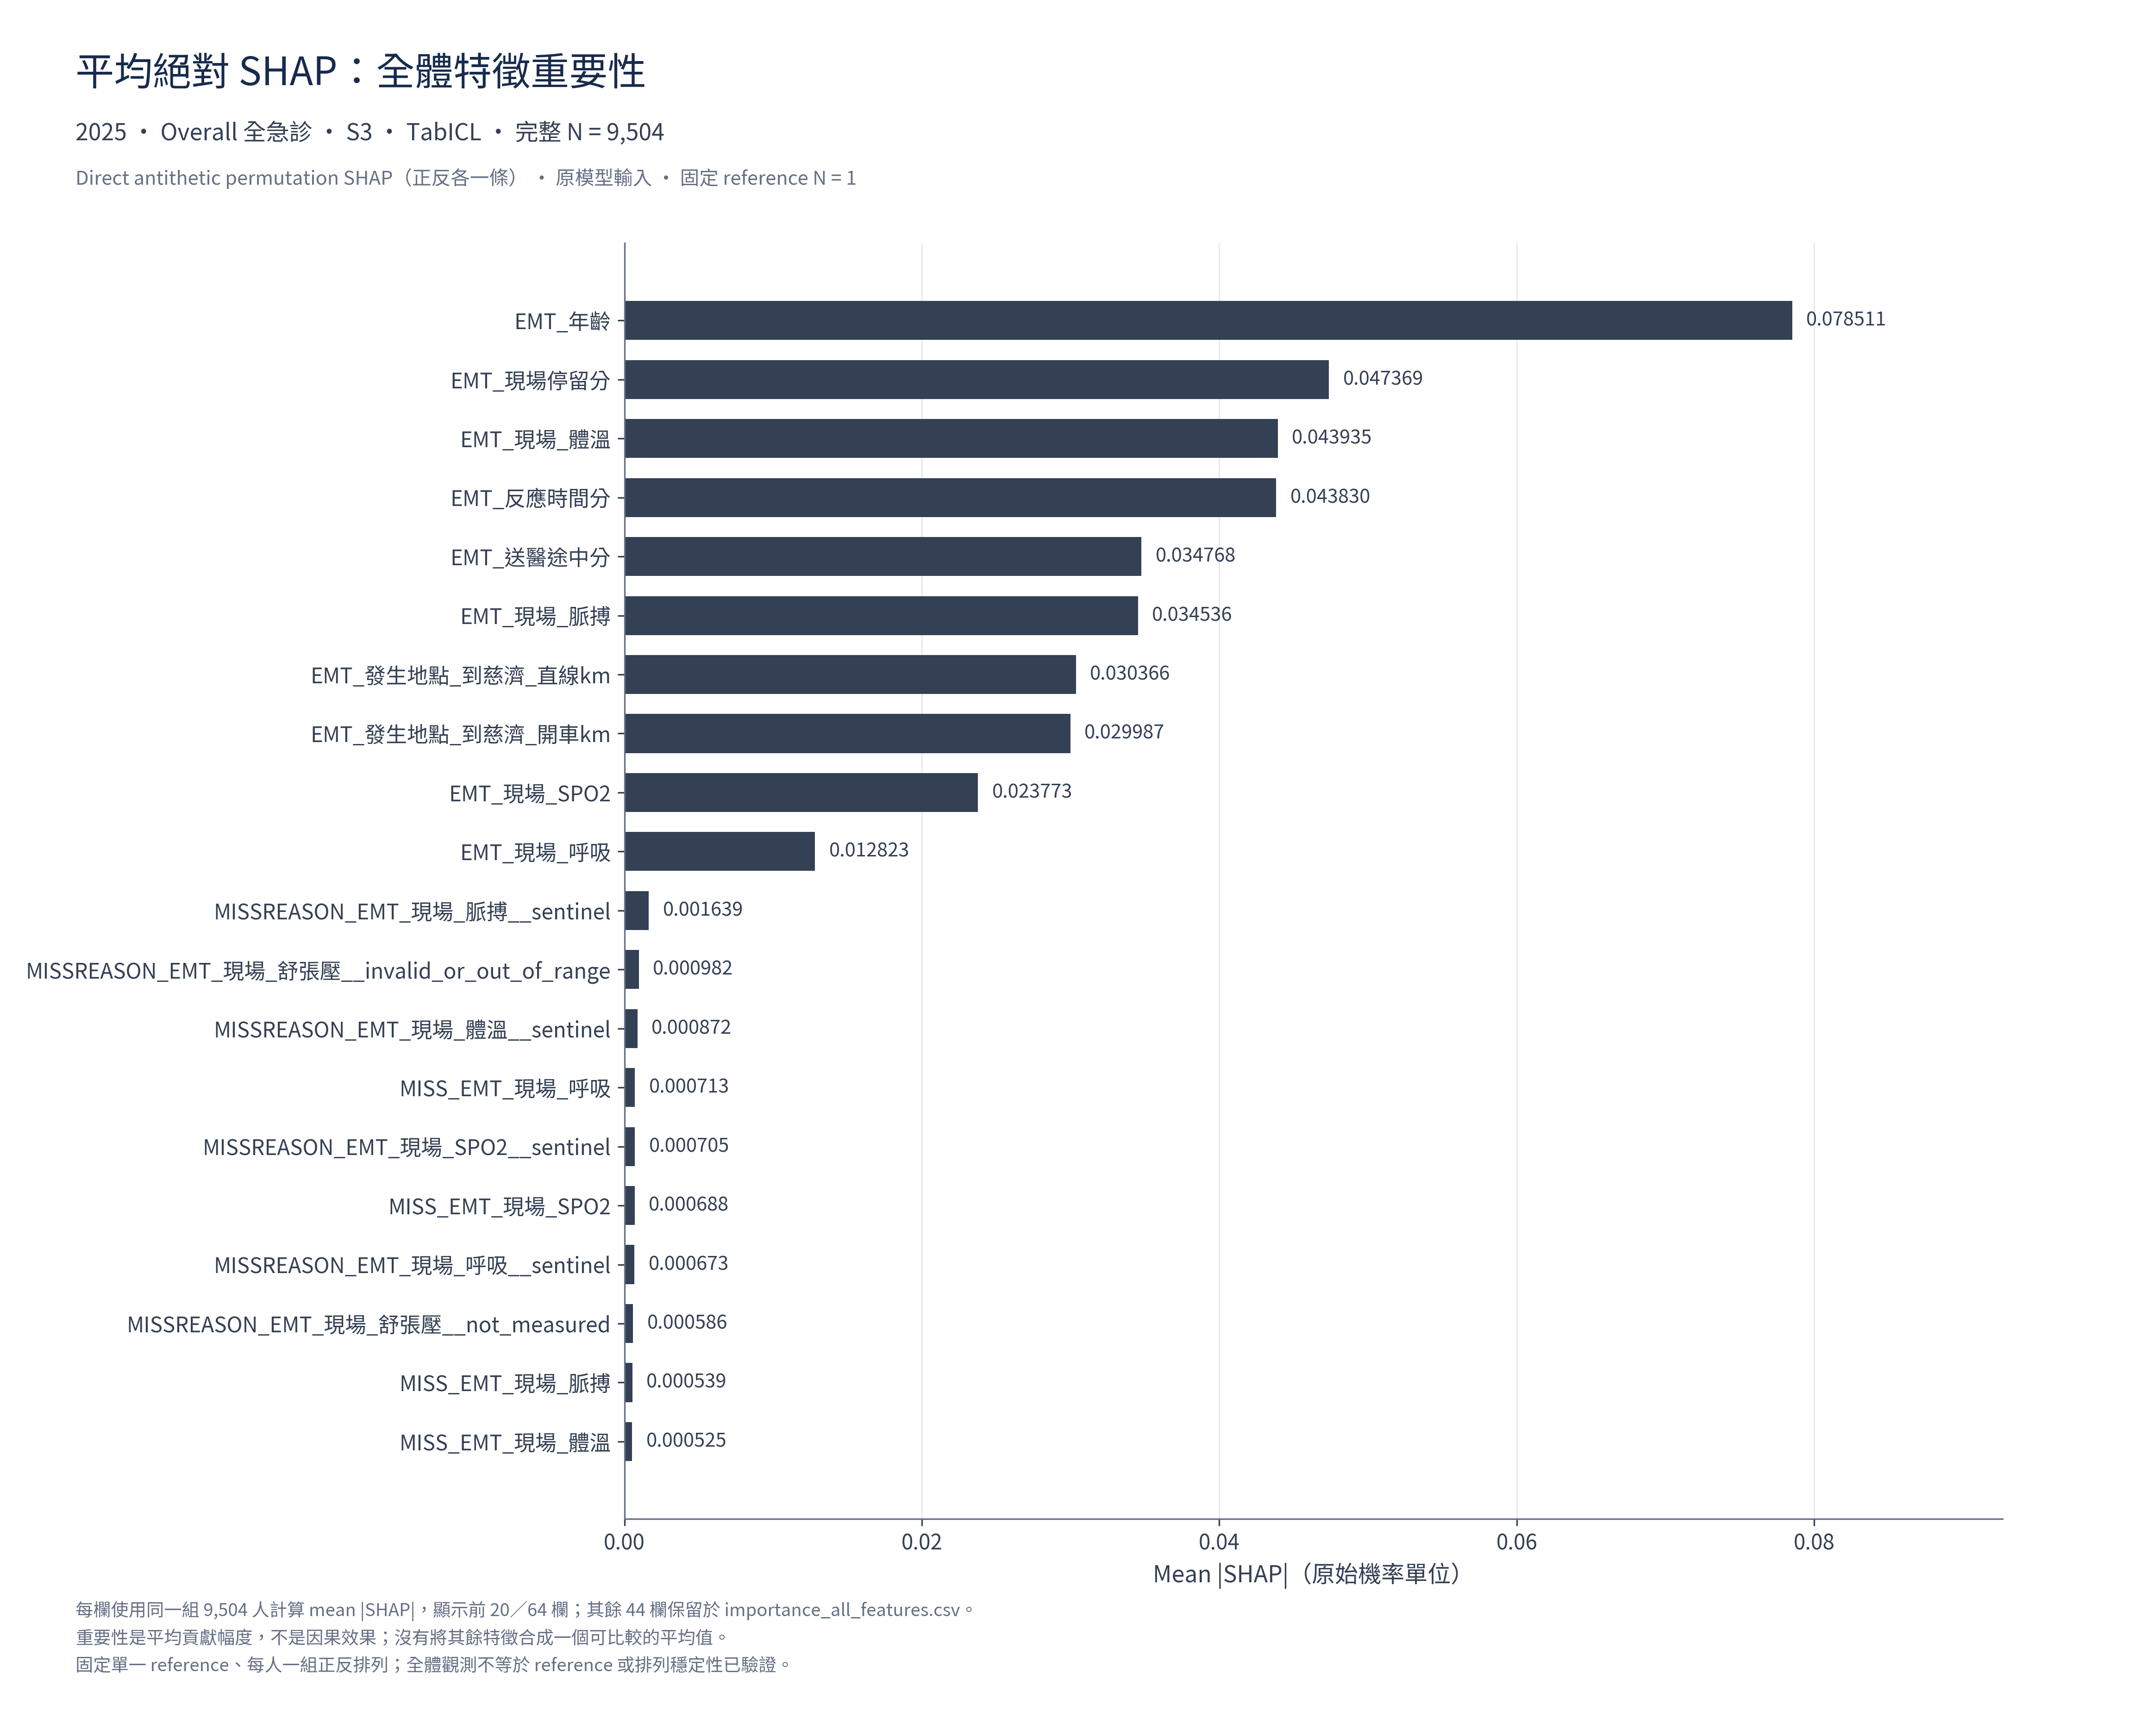 平均絕對 SHAP：全體特徵重要性
2025 • Overall 全急診 • S3 • TabICL • 完整 N = 9,504
Direct antithetic permutation SHAP（正反各一條） • 原模型輸入 • 固定 reference N = 1
EMT_年齡 0.078511
EMT_現場停留分 0.047369
EMT_現場_體溫 0.043935
EMT_反應時間分 0.043830
EMT_送醫途中分 0.034768
EMT_現場_脈搏 0.034536
EMT_發生地點_到慈濟_直線km 0.030366
EMT_發生地點_到慈濟_開車km 0.029987
EMT_現場_SPO2 0.023773
EMT_現場_呼吸 0.012823
MISSREASON_EMT_現場_脈搏__sentinel 0.001639
MISSREASON_EMT_現場_舒張壓__invalid_or_out_of_range 0.000982
MISSREASON_EMT_現場_體溫__sentinel 0.000872
MISS_EMT_現場_呼吸 0.000713
MISSREASON_EMT_現場_SPO2__sentinel 0.000705
MISS_EMT_現場_SPO2 0.000688
MISSREASON_EMT_現場_呼吸__sentinel 0.000673
MISSREASON_EMT_現場_舒張壓__not_measured 0.000586
MISS_EMT_現場_脈搏 0.000539
MISS_EMT_現場_體溫 0.000525
0.00 0.02 0.04 0.06 0.08
Mean |SHAP|（原始機率單位）
每欄使用同一組 9,504 人計算 mean |SHAP|，顯示前 20／64 欄；其餘 44 欄保留於 importance_all_features.csv。
重要性是平均貢獻幅度，不是因果效果；沒有將其餘特徵合成一個可比較的平均值。
固定單一 reference、每人一組正反排列；全體觀測不等於 reference 或排列穩定性已驗證。